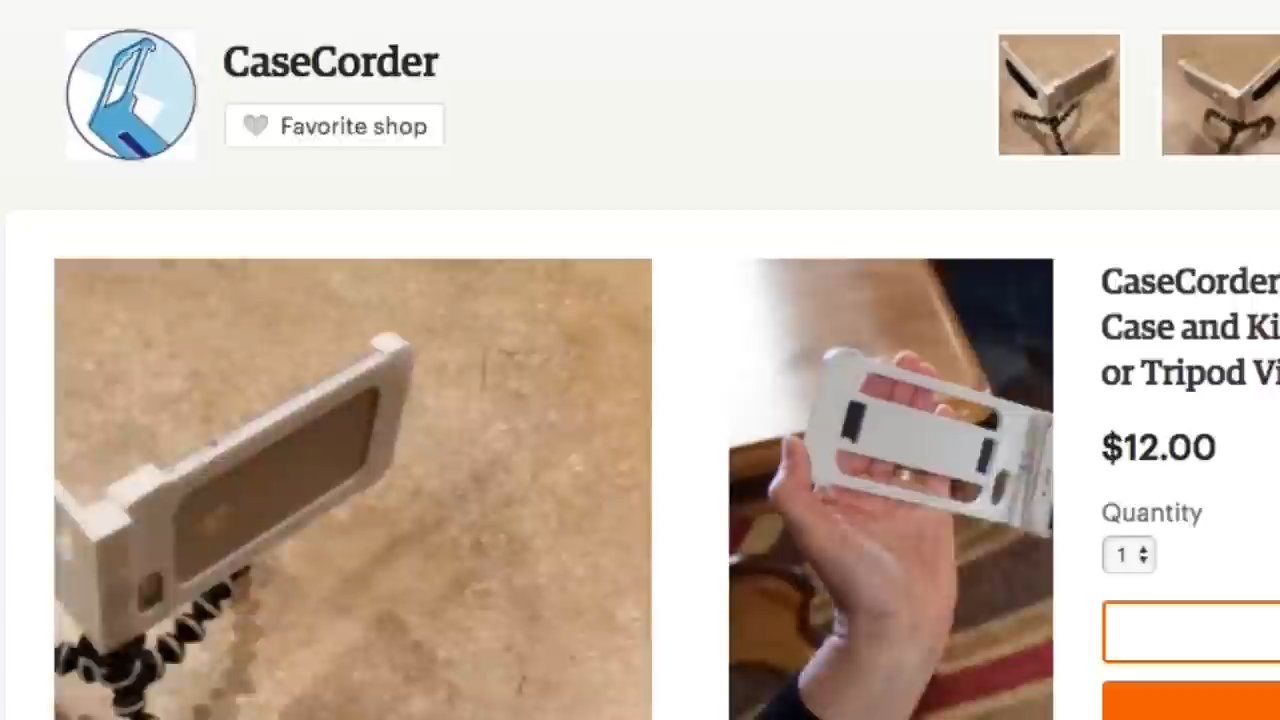 CaseCorder
Favorite shop
CaseCorder
Case and Ki
or Tripod Vi
$12.00
Quantity
1